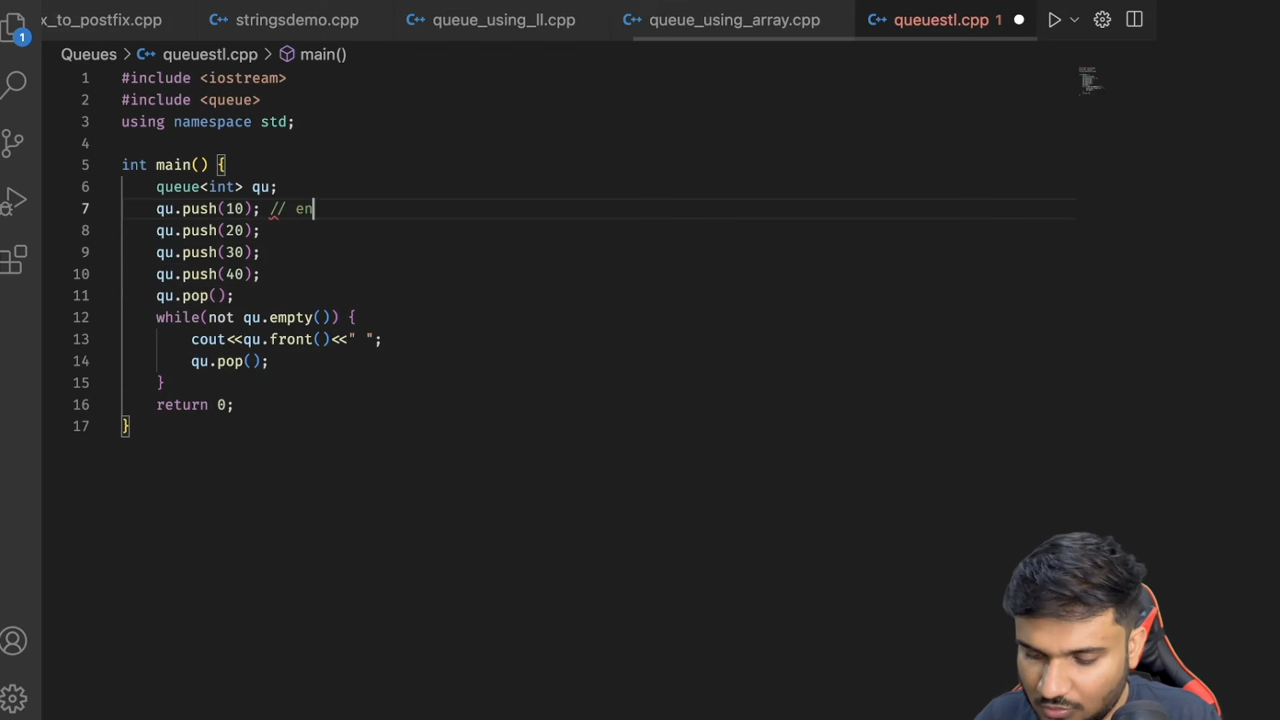 x_to_postfix.cpp
stringsdemo.cpp
queue_using_ll.cpp
queue_using_array.cpp
queuestl.cpp 1
1
Queues > queuestl.cpp > main()
1 #include <iostream>
2 #include <queue>
3 using namespace std;
4
5 int main() {
6 queue<int> qu;
7 qu.push(10); // en
8 qu.push(20);
9 qu.push(30);
10 qu.push(40);
11 qu.pop();
12 while(not qu.empty()) {
13 cout<<qu.front()<<" ";
14 qu.pop();
15 }
16 return 0;
17 }